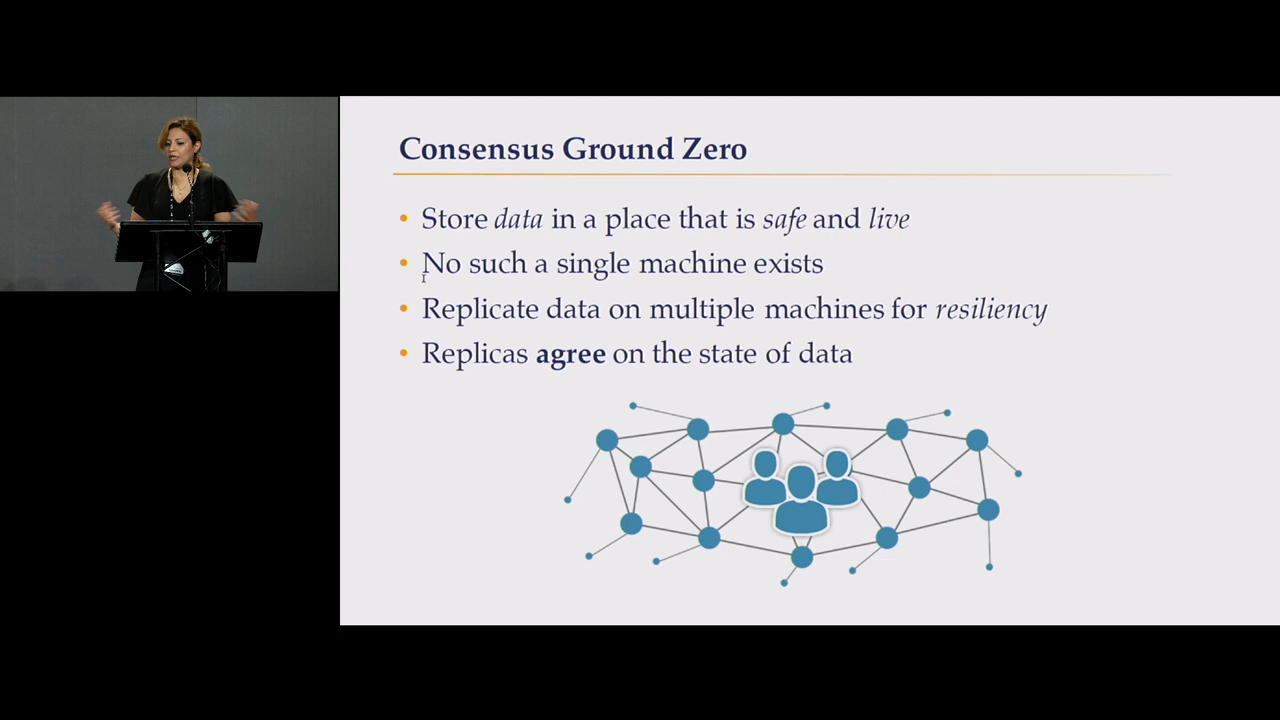 Consensus Ground Zero
• Store data in a place that is safe and live
• No such a single machine exists
• Replicate data on multiple machines for resiliency
• Replicas agree on the state of data